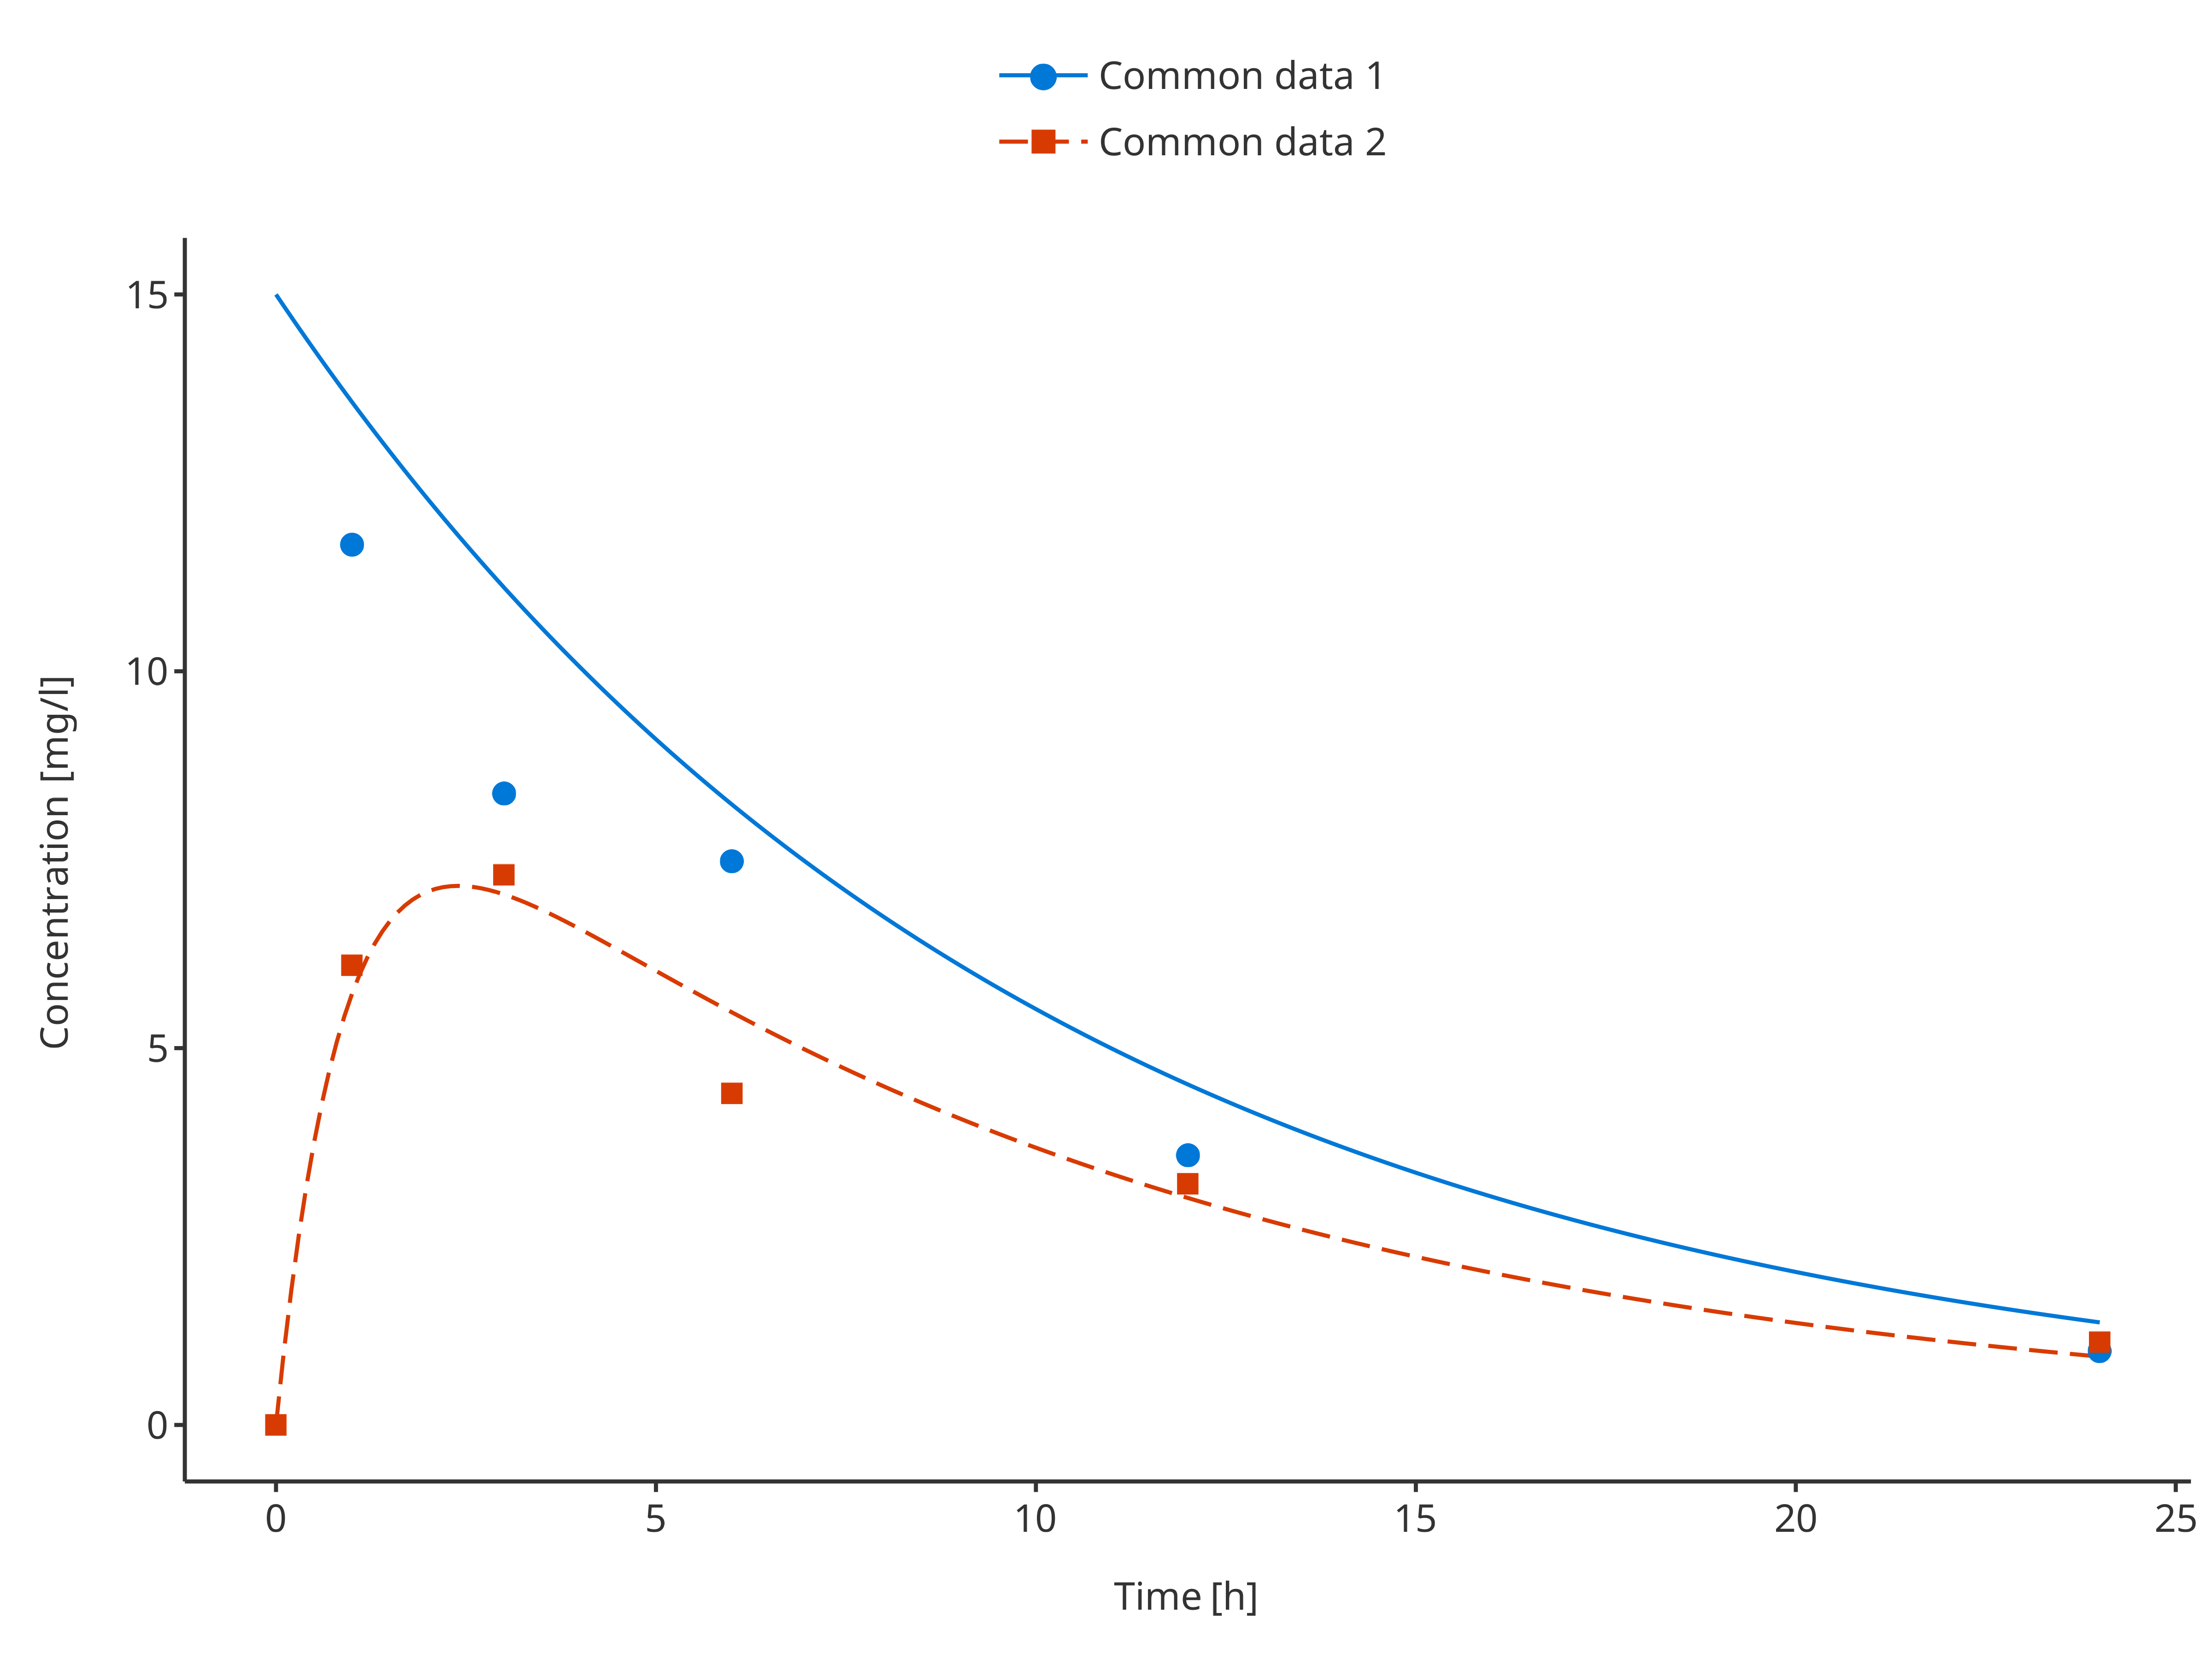 Common data 1
Common data 2
15
10
5
0
Concentration [mg/l]
0 5 10 15 20 25
Time [h]